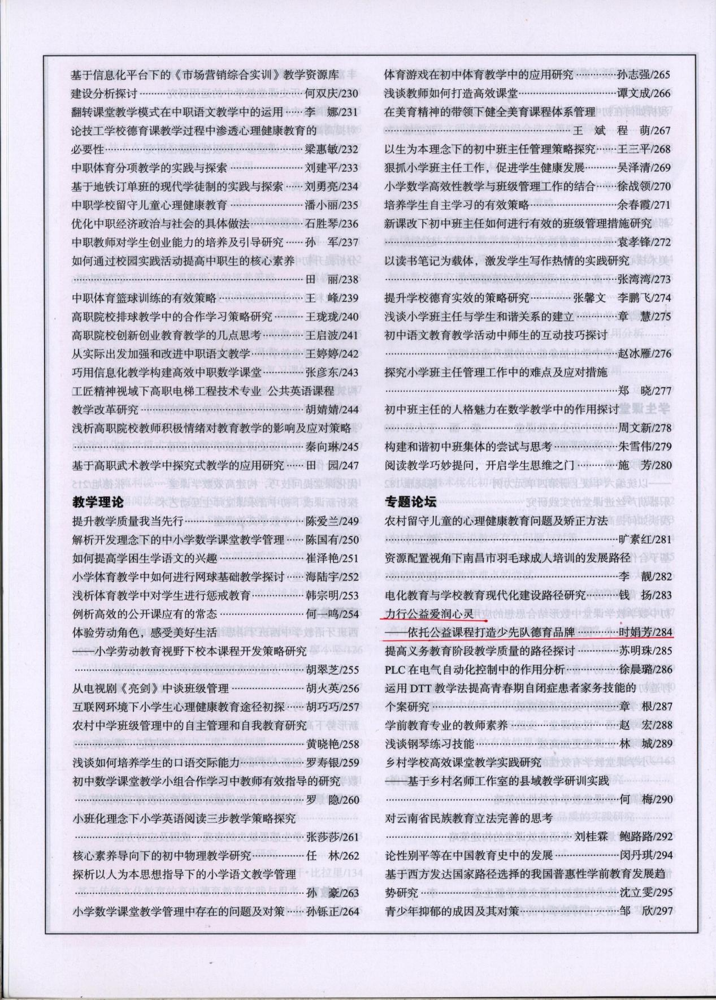 基于信息化平台下的《市场营销综合实训》教学资源库
建设分析探讨……………………………何双庆/230
翻转课堂教学模式在中职语文教学中的运用……李　娜/231
论技工学校德育课教学过程中渗透心理健康教育的
必要性……………………………………梁惠敏/232
中职体育分项教学的实践与探索…………刘建平/233
基于地铁订单班的现代学徒制的实践与探索……刘勇亮/234
中职学校留守儿童心理健康教育…………潘小丽/235
优化中职经济政治与社会的具体做法……石胜琴/236
中职教师对学生创业能力的培养及引导研究……孙　军/237
如何通过校园实践活动提高中职生的核心素养
……………………………………………田　丽/238
中职体育篮球训练的有效策略……………王　峰/239
高职院校排球教学中的合作学习策略研究……王珑珑/240
高职院校创新创业教育教学的几点思考……王启波/241
从实际出发加强和改进中职语文教学……王婷婷/242
巧用信息化教学构建高效中职数学课堂……张彦东/243
工匠精神视域下高职电梯工程技术专业 公共英语课程
教学改革研究……………………………胡婧婧/244
浅析高职院校教师积极情绪对教育教学的影响及应对策略
……………………………………………秦向琳/245
基于高职武术教学中探究式教学的应用研究……田　园/247
教学理论
提升教学质量我当先行……………………陈爱兰/249
解析开发理念下的中小学数学课堂教学管理……陈国有/250
如何提高学困生学语文的兴趣……………崔泽艳/251
小学体育教学中如何进行网球基础教学探讨……海陆宇/252
浅析体育教学中对学生进行惩戒教育……韩宗明/253
例析高效的公开课应有的常态……………何　鸣/254
体验劳动角色，感受美好生活
——小学劳动教育视野下校本课程开发策略研究
……………………………………………胡翠芝/255
从电视剧《亮剑》中谈班级管理…………胡火英/256
互联网环境下小学生心理健康教育途径初探……胡巧巧/257
农村中学班级管理中的自主管理和自我教育研究
……………………………………………黄晓艳/258
浅谈如何培养学生的口语交际能力………罗寿银/259
初中数学课堂教学小组合作学习中教师有效指导的研究
……………………………………………罗　隐/260
小班化理念下小学英语阅读三步教学策略探究
……………………………………………张莎莎/261
核心素养导向下的初中物理教学研究……任　林/262
探析以人为本思想指导下的小学语文教学管理
……………………………………………孙　豪/263
小学数学课堂教学管理中存在的问题及对策……孙铄正/264
体育游戏在初中体育教学中的应用研究……孙志强/265
浅谈教师如何打造高效课堂………………谭文成/266
在美育精神的带领下健全美育课程体系管理
……………………………………王　斌　程　萌/267
以生为本理念下的初中班主任管理策略探究……王三平/268
狠抓小学班主任工作，促进学生健康发展……吴泽清/269
小学数学高效性教学与班级管理工作的结合……徐战领/270
培养学生自主学习的有效策略……………余春霞/271
新课改下初中班主任如何进行有效的班级管理措施研究
……………………………………………袁孝锋/272
以读书笔记为载体，激发学生写作热情的实践研究
……………………………………………张湾湾/273
提升学校德育实效的策略研究………张馨文　李鹏飞/274
浅谈小学班主任与学生和谐关系的建立……章　慧/275
初中语文教育教学活动中师生的互动技巧探讨
……………………………………………赵冰雁/276
探究小学班主任管理工作中的难点及应对措施
……………………………………………郑　晓/277
初中班主任的人格魅力在数学教学中的作用探讨
……………………………………………周文新/278
构建和谐初中班集体的尝试与思考………朱雪伟/279
阅读教学巧妙提问，开启学生思维之门……施　芳/280
专题论坛
农村留守儿童的心理健康教育问题及矫正方法
……………………………………………旷素红/281
资源配置视角下南昌市羽毛球成人培训的发展路径
……………………………………………李　靓/282
电化教育与学校教育现代化建设路径研究……钱　扬/283
力行公益爱润心灵
——依托公益课程打造少先队德育品牌……时娟芳/284
提高义务教育阶段教学质量的路径探讨……苏明珠/285
PLC在电气自动化控制中的作用分析……徐晨璐/286
运用DTT教学法提高青春期自闭症患者家务技能的
个案研究…………………………………章　根/287
学前教育专业的教师素养…………………赵　宏/288
浅谈钢琴练习技能…………………………林　城/289
乡村学校高效课堂教学实践研究
——基于乡村名师工作室的县域教学研训实践
……………………………………………何　梅/290
对云南省民族教育立法完善的思考
……………………………………刘桂霖　鲍路路/292
论性别平等在中国教育史中的发展………闵丹琪/294
基于西方发达国家路径选择的我国普惠性学前教育发展趋
势研究……………………………………沈立雯/295
青少年抑郁的成因及其对策………………邹　欣/297